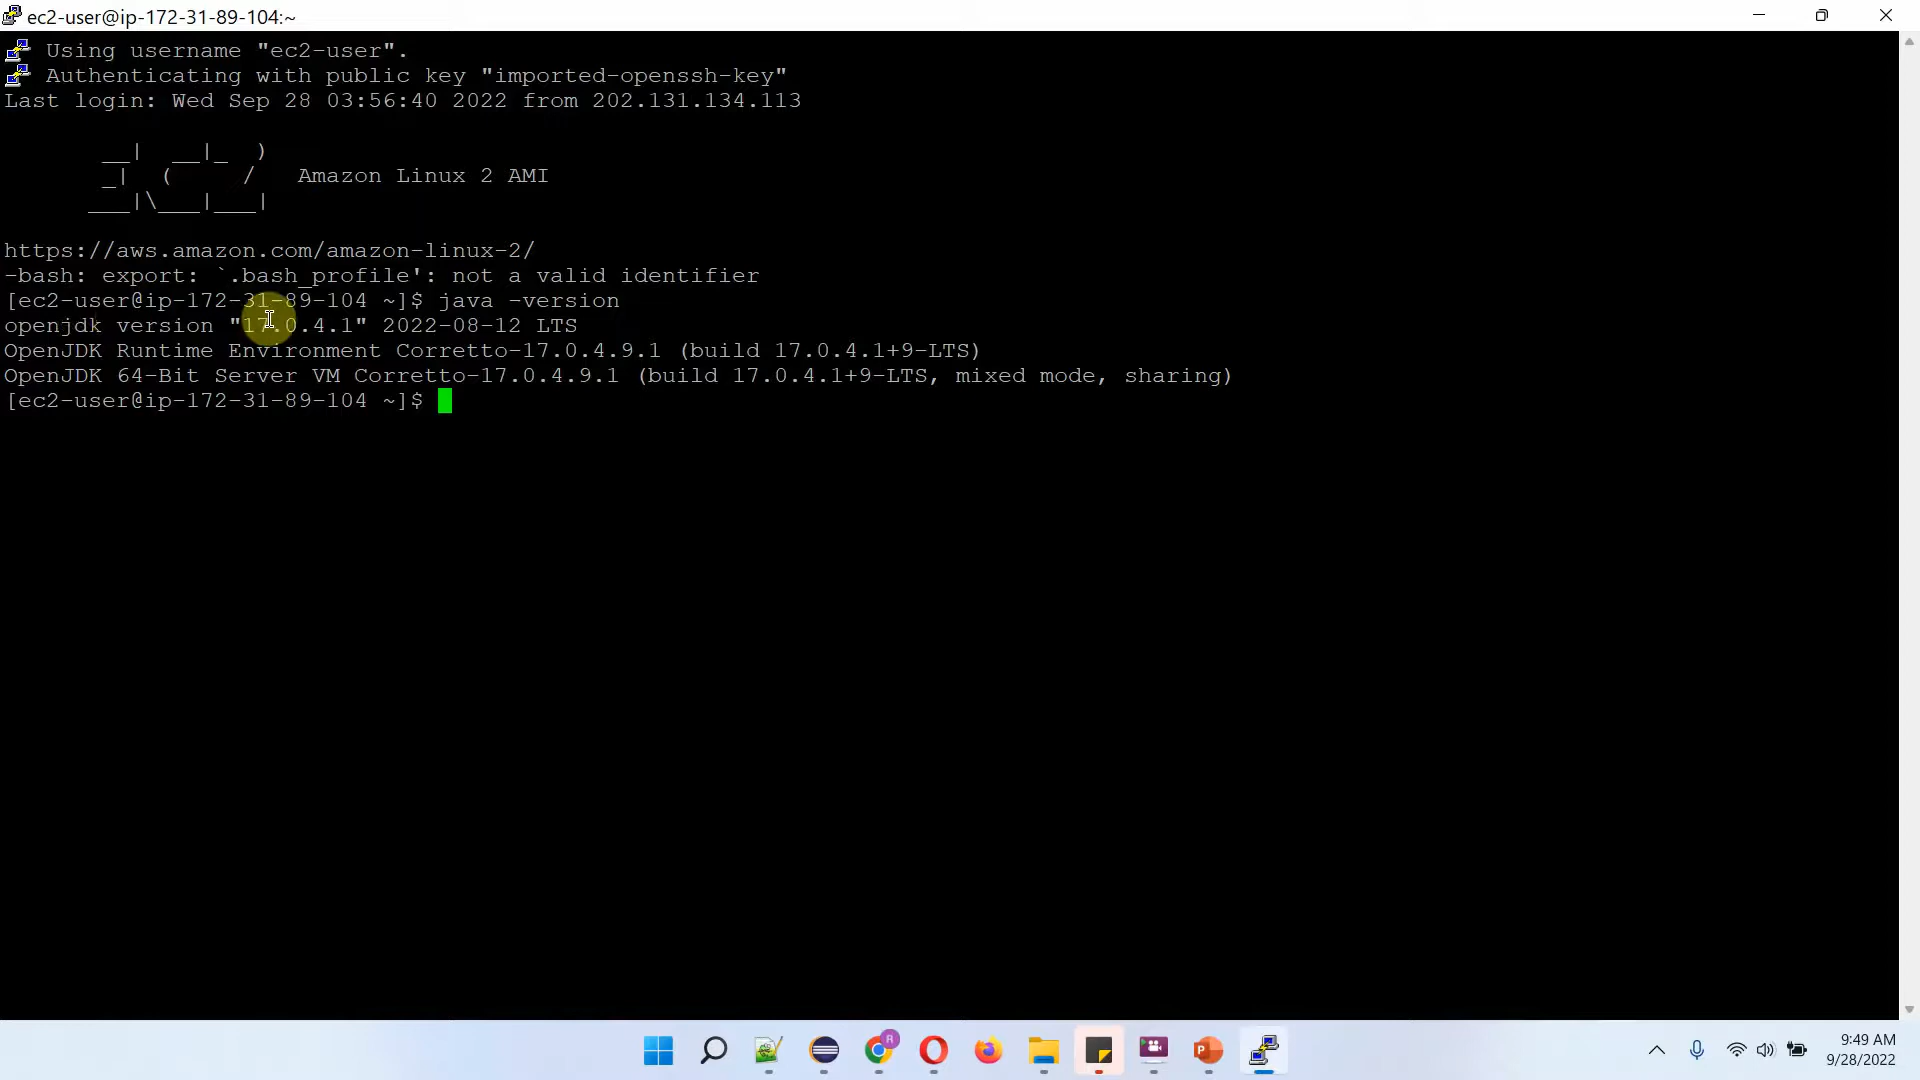 ec2-user@ip-172-31-89-104:~
Using username "ec2-user".
Authenticating with public key "imported-openssh-key"
Last login: Wed Sep 28 03:56:40 2022 from 202.131.134.113
       __|  __|_  )
       _|  (     /   Amazon Linux 2 AMI
      ___|\___|___|
https://aws.amazon.com/amazon-linux-2/
-bash: export: `.bash_profile': not a valid identifier
[ec2-user@ip-172-31-89-104 ~]$ java -version
openjdk version "17.0.4.1" 2022-08-12 LTS
OpenJDK Runtime Environment Corretto-17.0.4.9.1 (build 17.0.4.1+9-LTS)
OpenJDK 64-Bit Server VM Corretto-17.0.4.9.1 (build 17.0.4.1+9-LTS, mixed mode, sharing)
[ec2-user@ip-172-31-89-104 ~]$
R
9:49 AM
9/28/2022